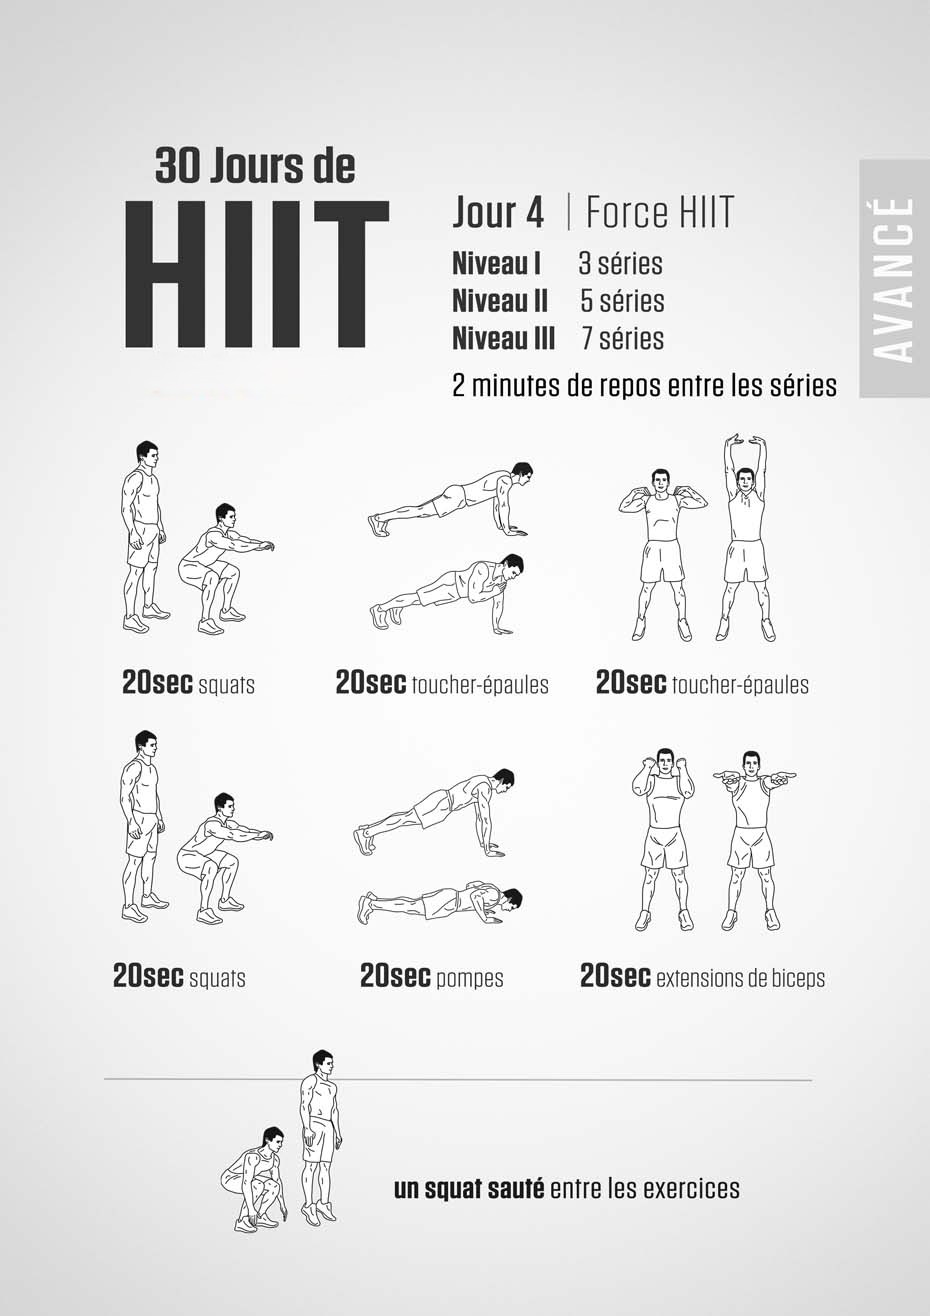 30 Jours de
HIIT
Jour 4 | Force HIIT
Niveau I 3 séries
Niveau II 5 séries
Niveau III 7 séries
2 minutes de repos entre les séries
AVANCÉ
20sec squats
20sec toucher-épaules
20sec toucher-épaules
20sec squats
20sec pompes
20sec extensions de biceps
un squat sauté entre les exercices